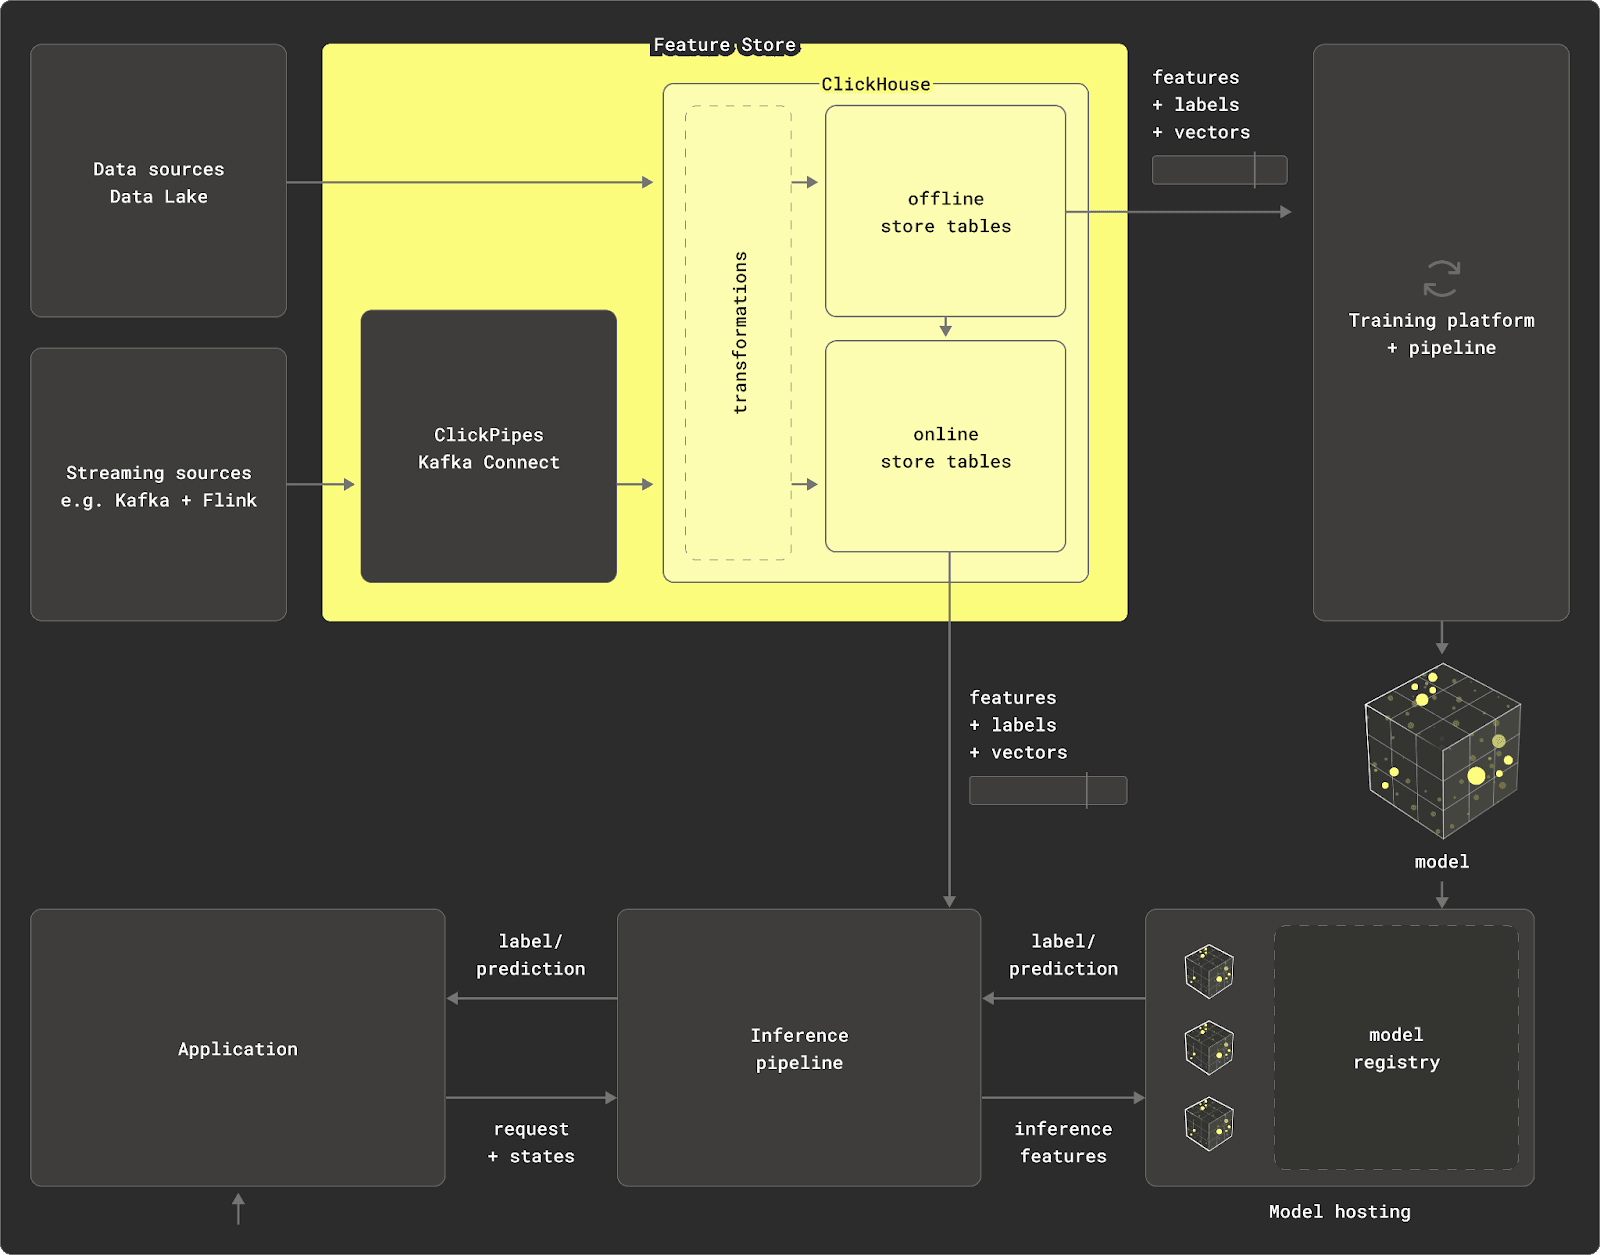 Feature Store
ClickHouse
Data sources
Data Lake
transformations
offline
store tables
features
+ labels
+ vectors
Training platform
+ pipeline
Streaming sources
e.g. Kafka + Flink
ClickPipes
Kafka Connect
online
store tables
features
+ labels
+ vectors
model
Application
label/
prediction
request
+ states
Inference
pipeline
label/
prediction
inference
features
model
registry
Model hosting